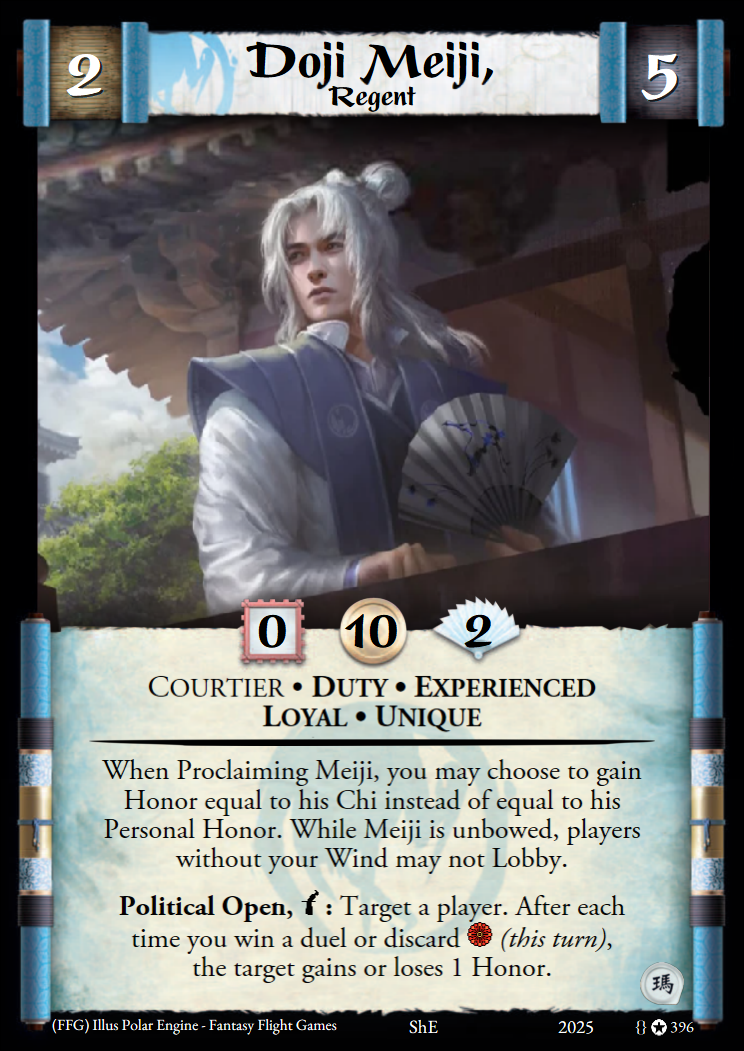 2
Doji Meiji,
5
Regent
0 10 2
COURTIER • DUTY • EXPERIENCED
LOYAL • UNIQUE
When Proclaiming Meiji, you may choose to gain
Honor equal to his Chi instead of equal to his
Personal Honor. While Meiji is unbowed, players
without your Wind may not Lobby.
Political Open, : Target a player. After each
time you win a duel or discard (this turn),
the target gains or loses 1 Honor.
瑪
(FFG) Illus Polar Engine - Fantasy Flight Games ShE 2025 {} 396